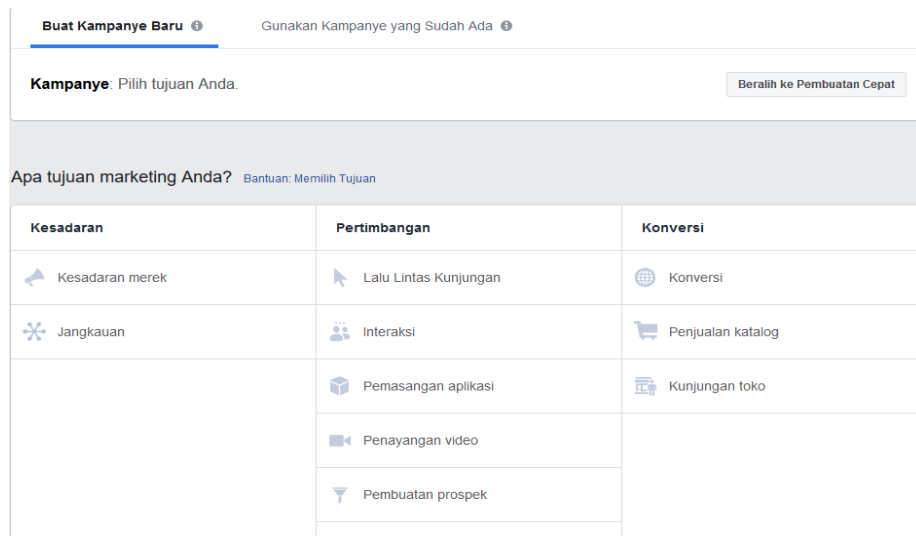 Buat Kampanye Baru Gunakan Kampanye yang Sudah Ada
Kampanye: Pilih tujuan Anda. Beralih ke Pembuatan Cepat
Apa tujuan marketing Anda? Bantuan: Memilih Tujuan
Kesadaran Pertimbangan Konversi
Kesadaran merek Lalu Lintas Kunjungan Konversi
Jangkauan Interaksi Penjualan katalog
Pemasangan aplikasi Kunjungan toko
Penayangan video
Pembuatan prospek